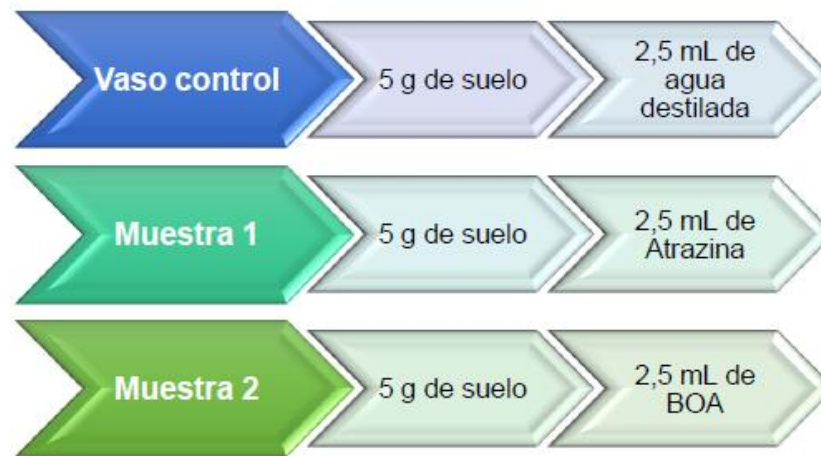 Vaso control
5 g de suelo
2,5 mL de
agua
destilada
Muestra 1
5 g de suelo
2,5 mL de
Atrazina
Muestra 2
5 g de suelo
2,5 mL de
BOA